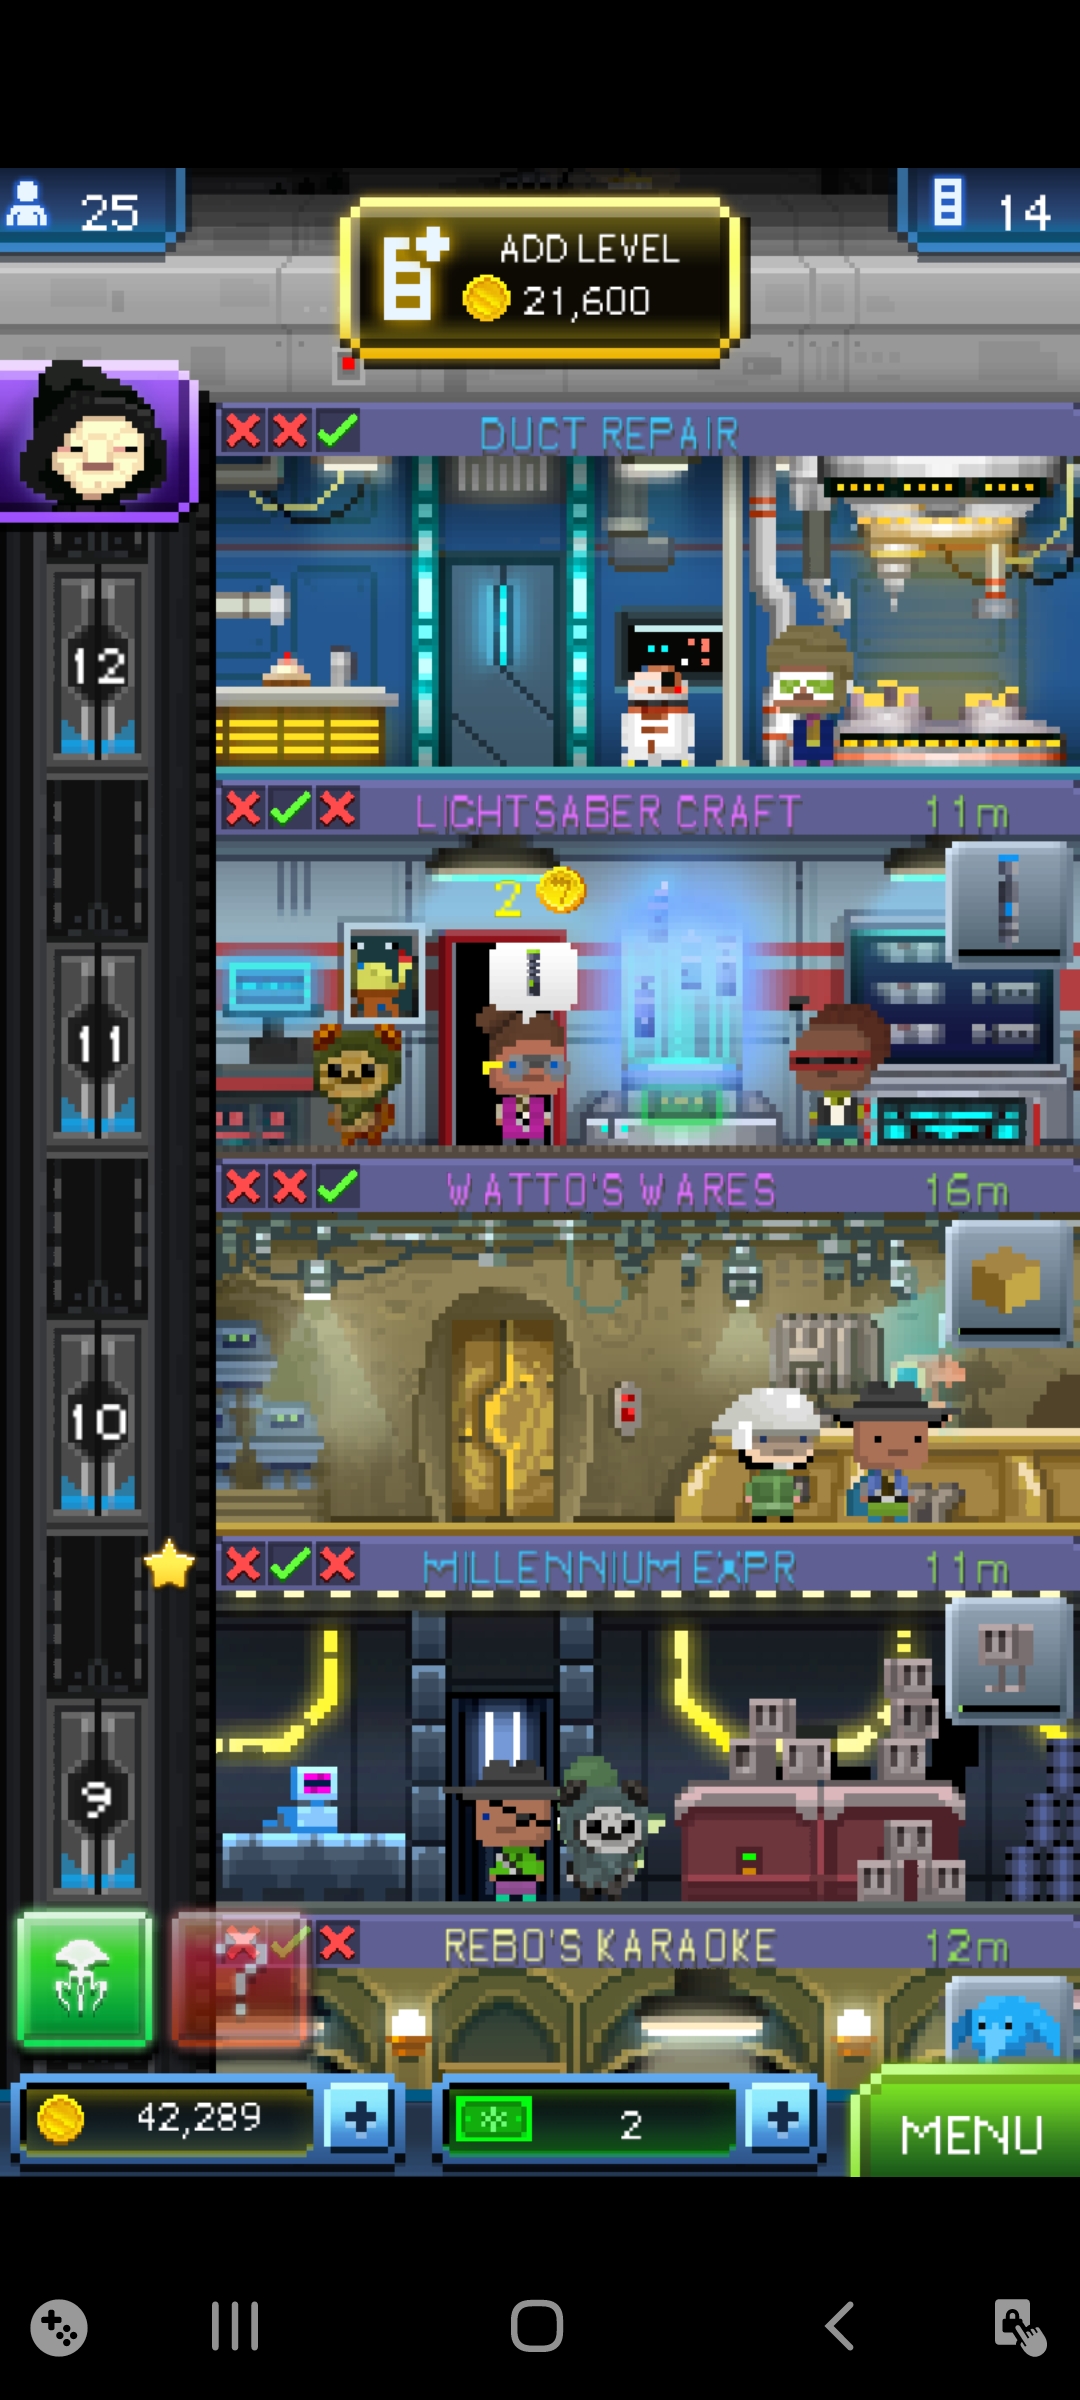 25
ADD LEVEL
21,600
14
DUCT REPAIR
12
LIGHTSABER CRAFT 11m
2
11
WATTO'S WARES 16m
10
MILLENNIUM EXPR 11m
9
?
REBO'S KARAOKE 12m
42,289 +
2 +
MENU